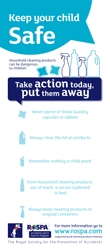 Keep your child
Safe
Household cleaning products
can be dangerous
to children
Take action today,
put them away
Never pierce or break laundry
capsules or tablets
Always close the lid on products
Remember nothing is child proof
Store household cleaning products
out of reach, a secure cupboard
is best
Always keep cleaning products in
original containers
RoSPA
For more information go to
www.rospa.com
The Royal Society for the Prevention of Accidents